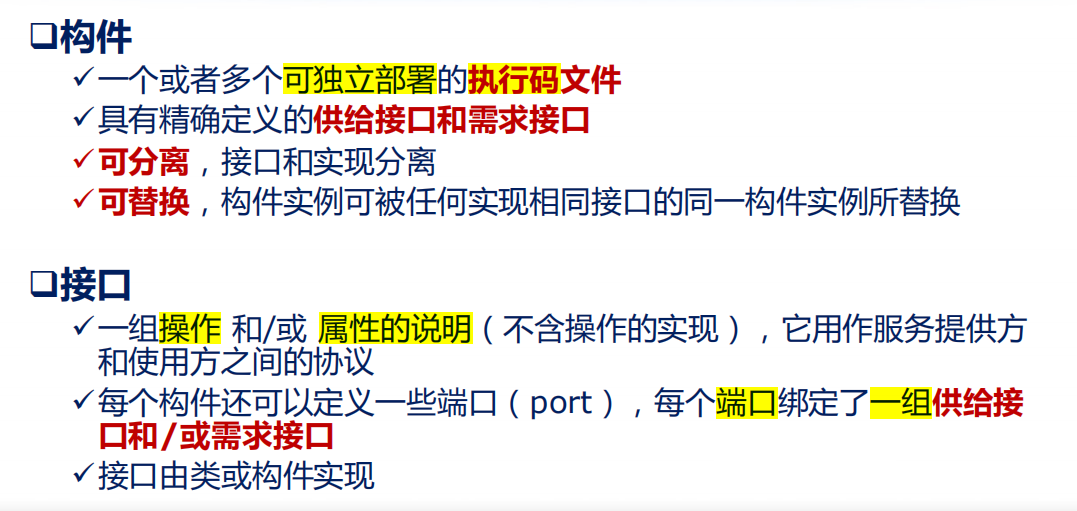 ❑构件
✓一个或者多个可独立部署的执行码文件
✓具有精确定义的供给接口和需求接口
✓可分离，接口和实现分离
✓可替换，构件实例可被任何实现相同接口的同一构件实例所替换
❑接口
✓一组操作 和/或 属性的说明（不含操作的实现），它用作服务提供方
和使用方之间的协议
✓每个构件还可以定义一些端口（port），每个端口绑定了一组供给接
口和/或需求接口
✓接口由类或构件实现